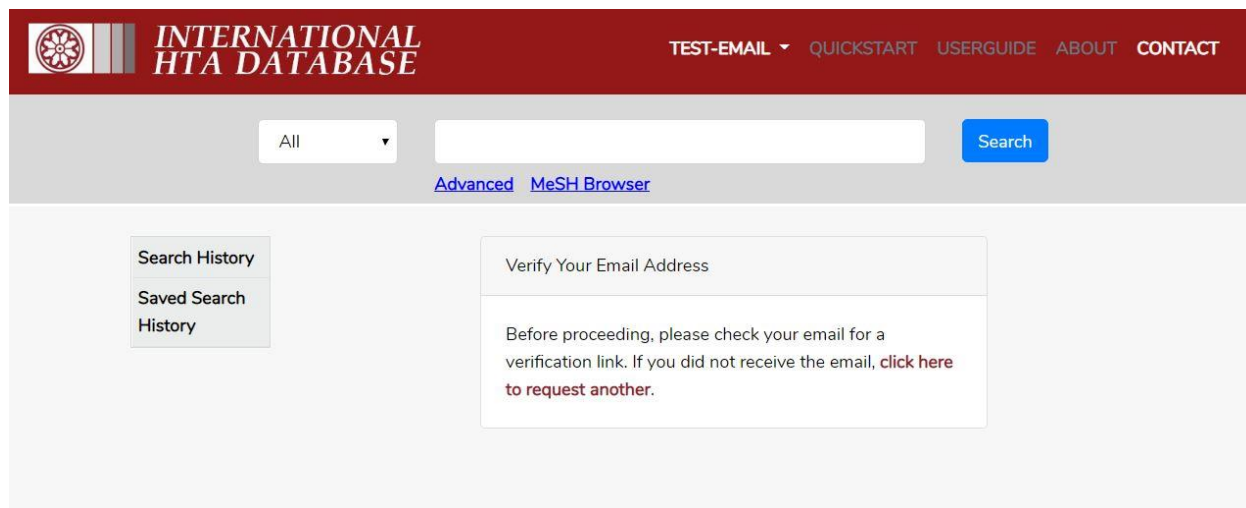 INTERNATIONAL
HTA DATABASE
TEST-EMAIL QUICKSTART USERGUIDE ABOUT CONTACT
All Search
Advanced MeSH Browser
Search History
Saved Search
History
Verify Your Email Address
Before proceeding, please check your email for a
verification link. If you did not receive the email, click here
to request another.